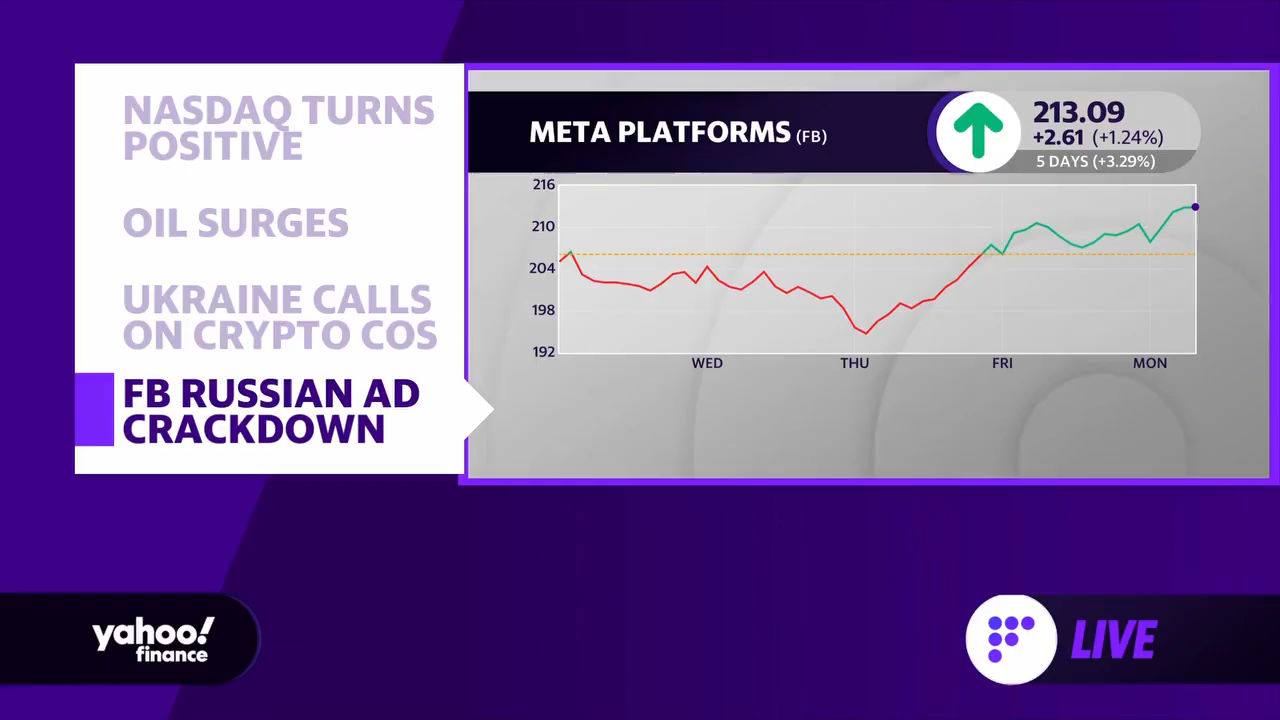 NASDAQ TURNS
POSITIVE
OIL SURGES
UKRAINE CALLS
ON CRYPTO COS
FB RUSSIAN AD
CRACKDOWN
META PLATFORMS (FB)
213.09
+2.61 (+1.24%)
5 DAYS (+3.29%)
216
210
204
198
192
WED THU FRI MON
yahoo!
finance
LIVE